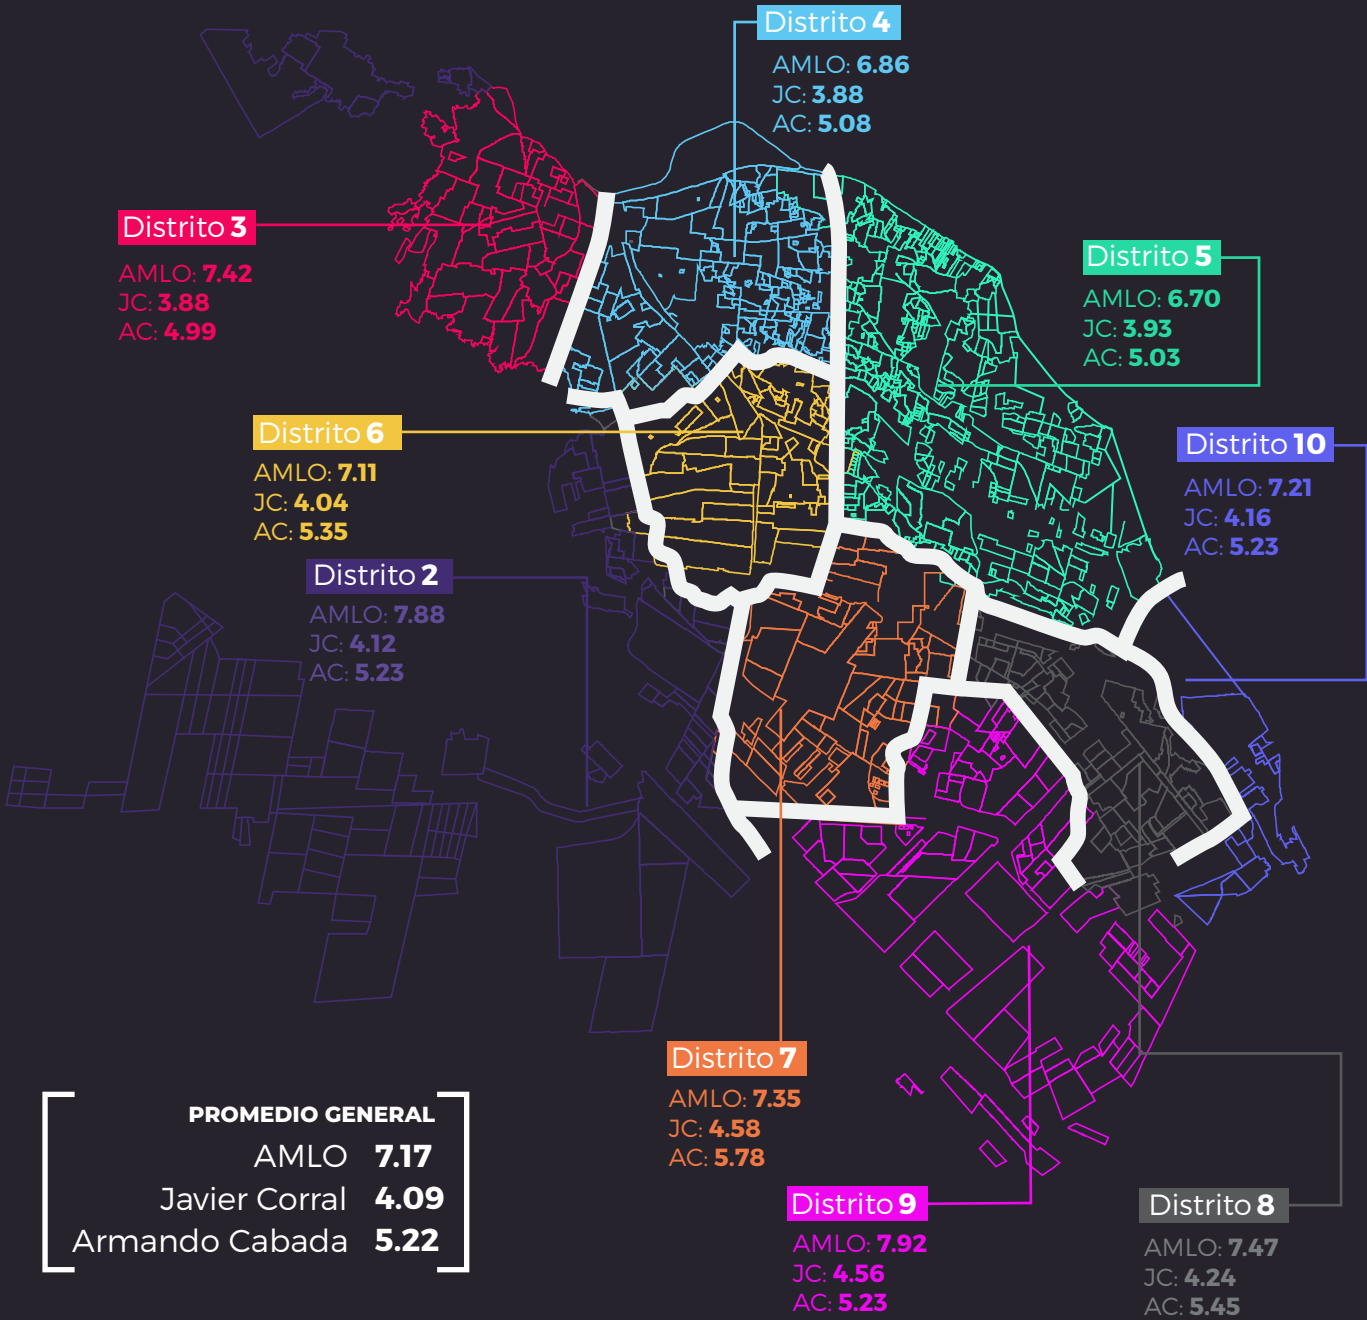 Distrito 4
AMLO: 6.86
JC: 3.88
AC: 5.08
Distrito 3
AMLO: 7.42
JC: 3.88
AC: 4.99
Distrito 5
AMLO: 6.70
JC: 3.93
AC: 5.03
Distrito 6
AMLO: 7.11
JC: 4.04
AC: 5.35
Distrito 10
AMLO: 7.21
JC: 4.16
AC: 5.23
Distrito 2
AMLO: 7.88
JC: 4.12
AC: 5.23
Distrito 7
AMLO: 7.35
JC: 4.58
AC: 5.78
PROMEDIO GENERAL
AMLO 7.17
Javier Corral 4.09
Armando Cabada 5.22
Distrito 9
AMLO: 7.92
JC: 4.56
AC: 5.23
Distrito 8
AMLO: 7.47
JC: 4.24
AC: 5.45